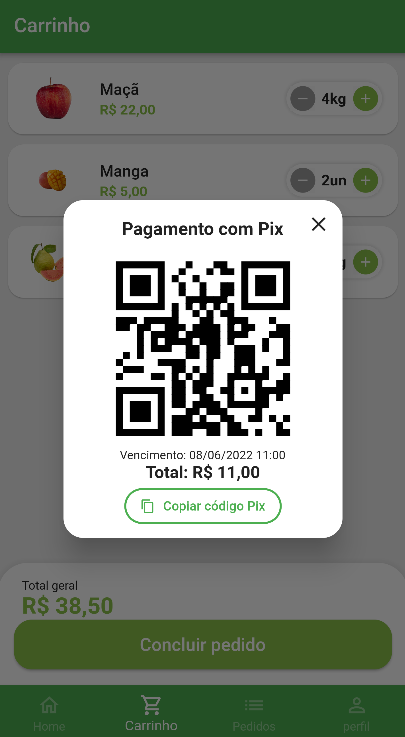 Carrinho
Maçã
R$ 22,00
4kg
Manga
R$ 5,00
2un
Pagamento com Pix
Vencimento: 08/06/2022 11:00
Total: R$ 11,00
Copiar código Pix
Total geral
R$ 38,50
Concluir pedido
Home
Carrinho
Pedidos
perfil